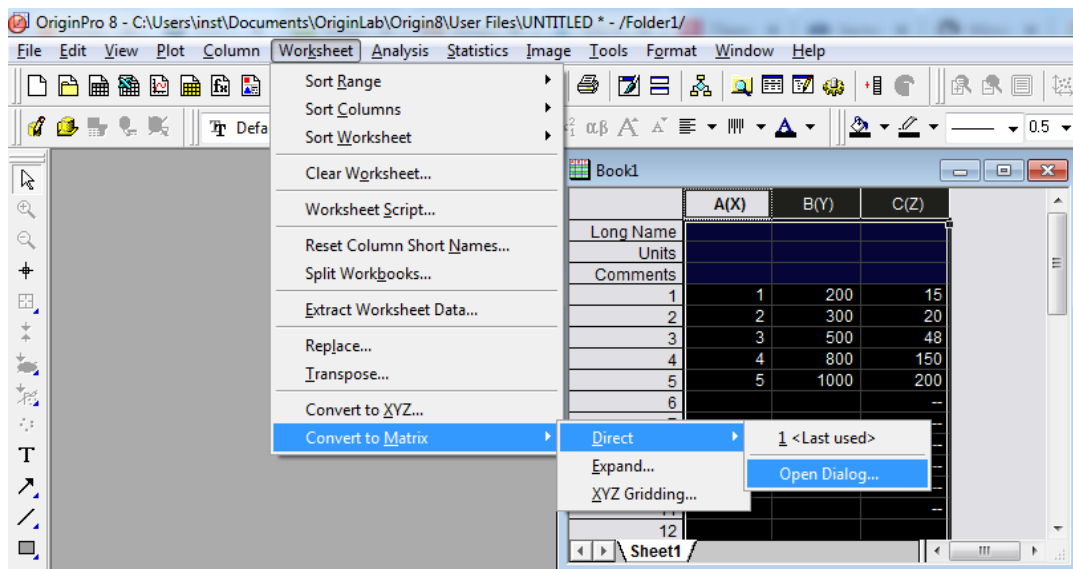 OriginPro 8 - C:\Users\inst\Documents\OriginLab\Origin8\User Files\UNTITLED * - /Folder1/
File Edit View Plot Column Worksheet Analysis Statistics Image Tools Format Window Help
Sort Range
Sort Columns
Tr Defa
αβ A A
0.5
Sort Worksheet
Clear Worksheet...
Worksheet Script...
Reset Column Short Names...
Split Workbooks...
Extract Worksheet Data...
Replace...
Transpose...
Convert to XYZ...
Convert to Matrix
T
Direct
Expand...
XYZ Gridding...
1 <Last used>
Open Dialog...
Book1
A(X) B(Y) C(Z)
Long Name
Units
Comments
1 1 200 15
2 2 300 20
3 3 500 48
4 4 800 150
5 5 1000 200
6 --
--
--
--
--
--
12
Sheet1